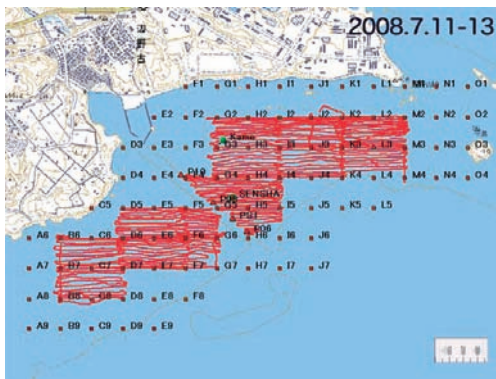 2008.7.11-13
辺野古
F1 G1 H1 I1 J1 K1 L1 M1 N1 O1
E2 F2 G2 H2 I2 J2 K2 L2 M2 N2 O2
Kame
D3 E3 F3 G3 H3 I3 J3 K3 L3 M3 N3 O3
D4 E4 F4 G4 H4 I4 J4 K4 L4 M4 N4 O4
SENSHA
C5 D5 E5 F5 G5 H5 I5 J5 K5 L5
A6 B6 C6 D6 E6 F6 G6 H6 I6 J6
A7 B7 C7 D7 E7 F7 G7 H7 I7 J7
A8 B8 C8 D8 E8 F8
A9 B9 C9 D9 E9